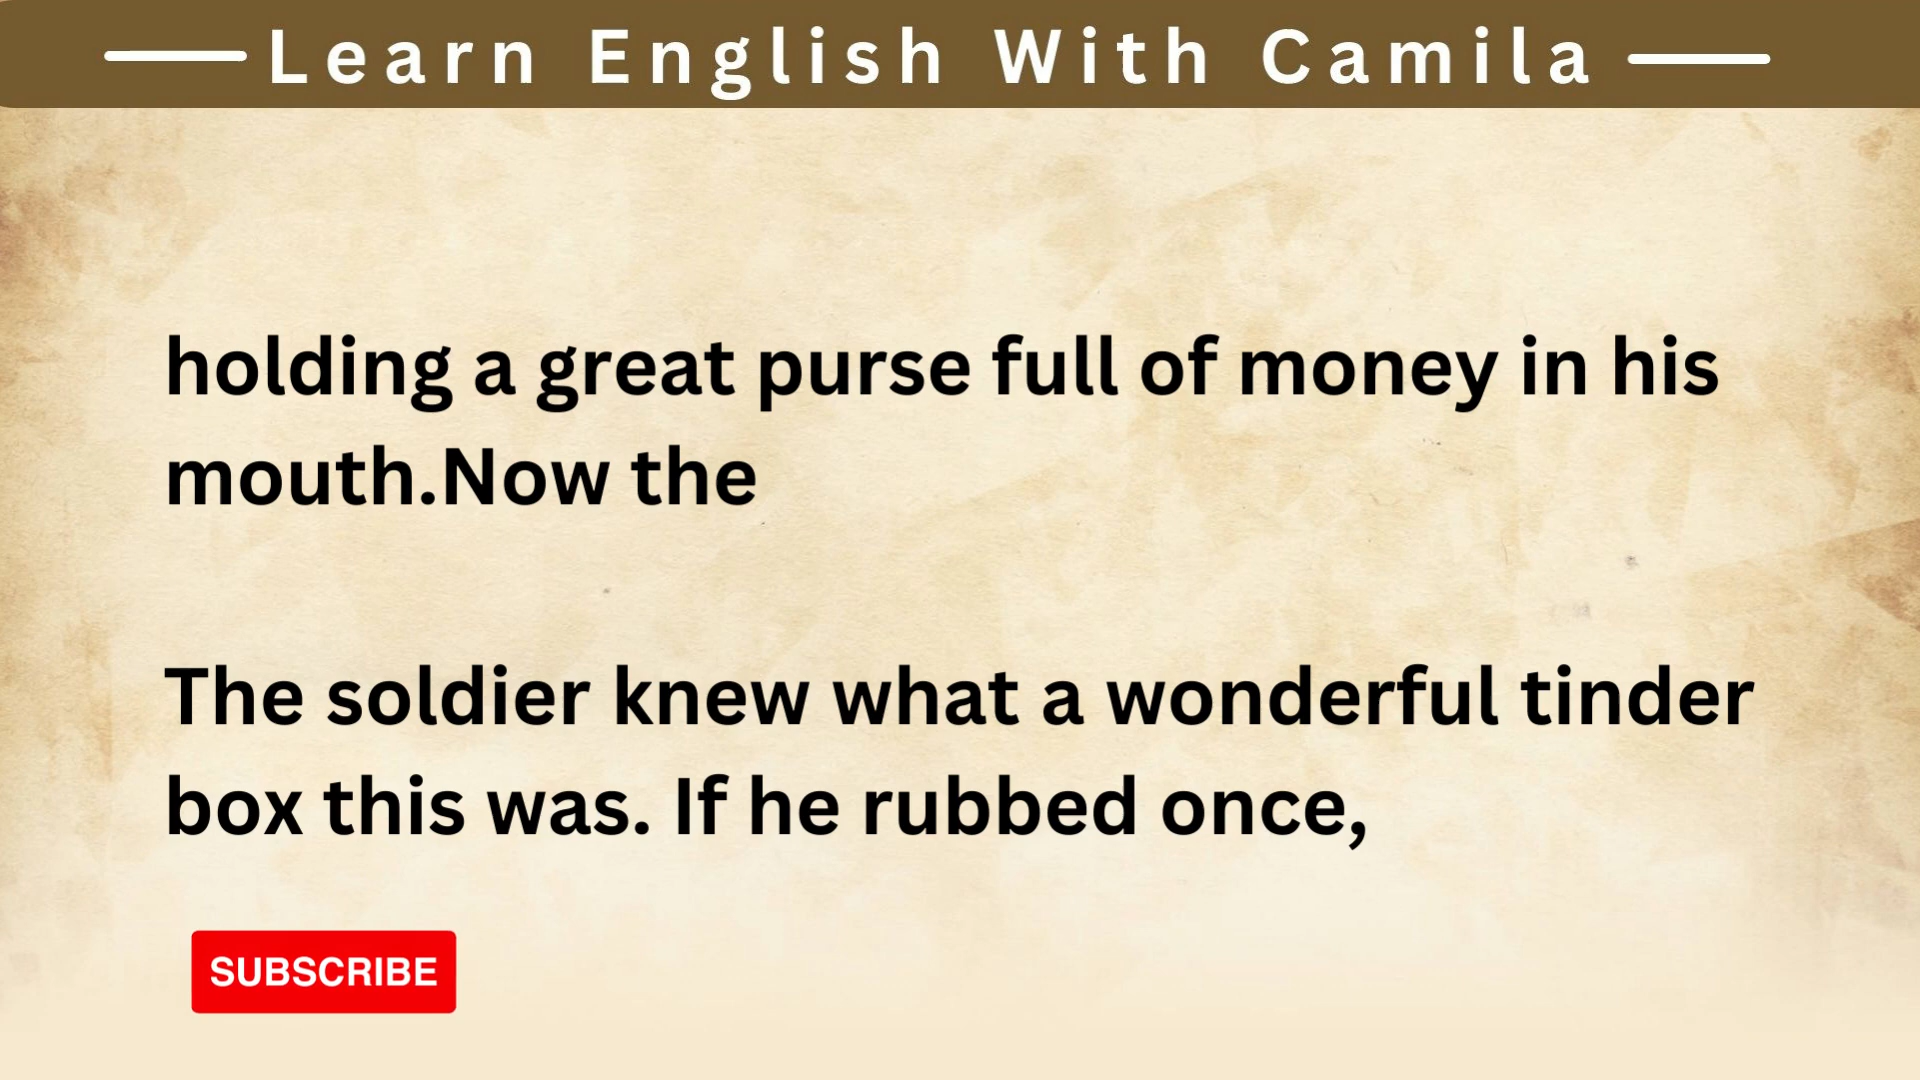 Learn English With Camila
holding a great purse full of money in his
mouth.Now the
The soldier knew what a wonderful tinder
box this was. If he rubbed once,
SUBSCRIBE